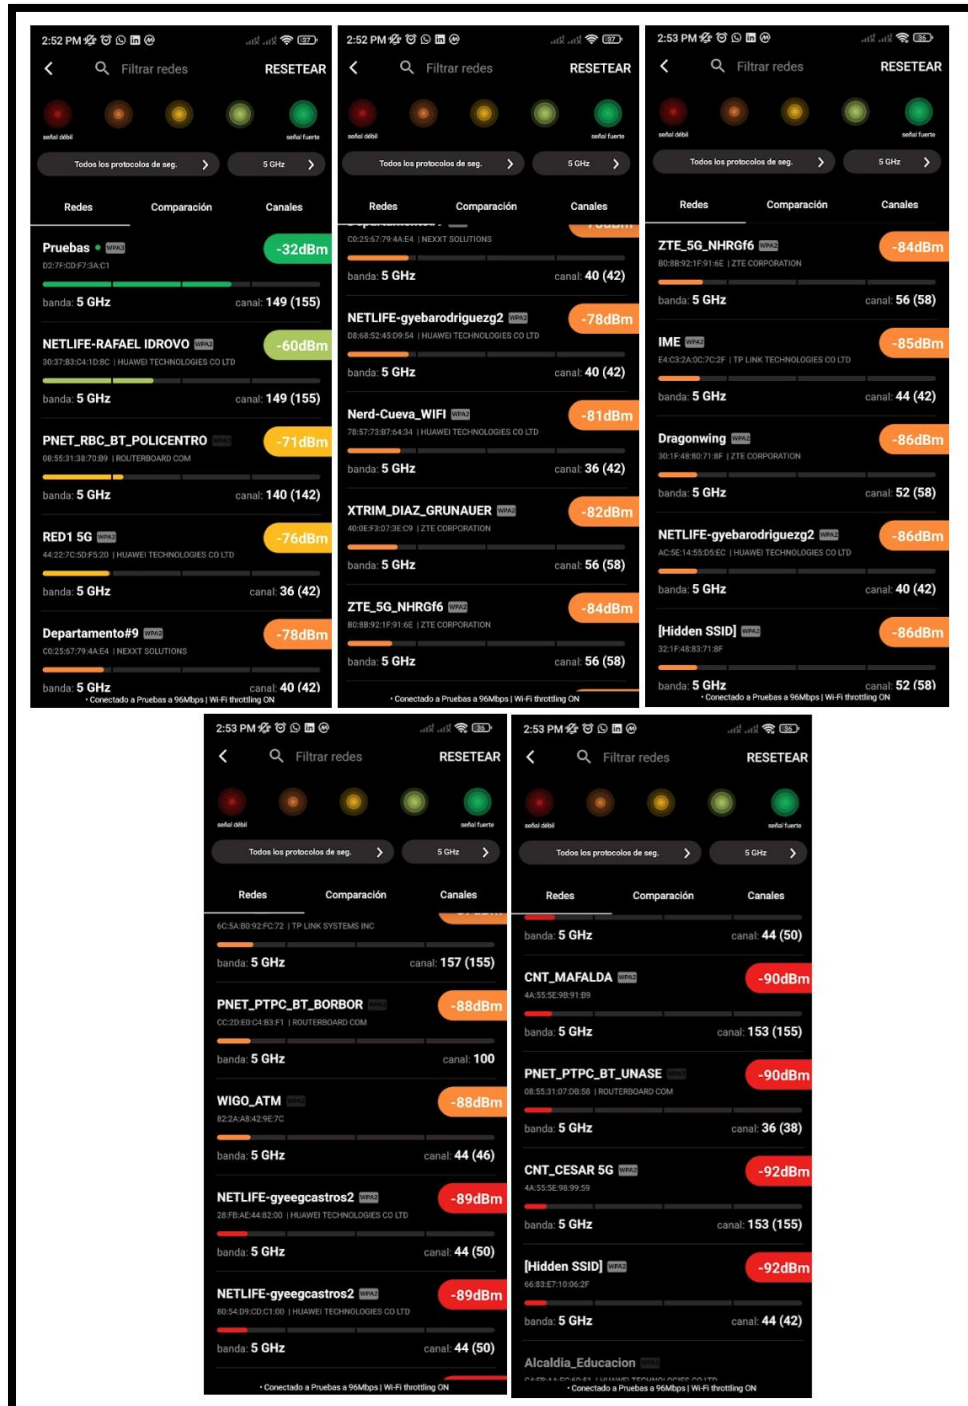 2:52 PM
37
Filtrar redes
RESETEAR
señal débil
señal fuerte
Todos los protocolos de seg.
5 GHz
Redes
Comparación
Canales
Pruebas WPA3
-32dBm
D2:7F:CD:F7:3A:C1
banda: 5 GHz
canal: 149 (155)
NETLIFE-RAFAEL IDROVO WPA2
-60dBm
30:37:B3:C4:1D:8C | HUAWEI TECHNOLOGIES CO LTD
banda: 5 GHz
canal: 149 (155)
PNET_RBC_BT_POLICENTRO WPA2
-71dBm
08:55:31:38:70:B9 | ROUTERBOARD COM
banda: 5 GHz
canal: 140 (142)
RED1 5G WPA2
-76dBm
44:22:7C:5D:F5:20 | HUAWEI TECHNOLOGIES CO LTD
banda: 5 GHz
canal: 36 (42)
Departamento#9 WPA2
-78dBm
C0:25:67:79:4A:E4 | NEXXT SOLUTIONS
banda: 5 GHz
canal: 40 (42)
• Conectado a Pruebas a 96Mbps | Wi-Fi throttling ON
2:52 PM
37
Filtrar redes
RESETEAR
señal débil
señal fuerte
Todos los protocolos de seg.
5 GHz
Redes
Comparación
Canales
C0:25:67:79:4A:E4 | NEXXT SOLUTIONS
banda: 5 GHz
canal: 40 (42)
NETLIFE-gyebarodriguezg2 WPA2
-78dBm
D8:68:52:45:D9:54 | HUAWEI TECHNOLOGIES CO LTD
banda: 5 GHz
canal: 40 (42)
Nerd-Cueva_WIFI WPA2
-81dBm
78:57:73:B7:64:34 | HUAWEI TECHNOLOGIES CO LTD
banda: 5 GHz
canal: 36 (42)
XTRIM_DIAZ_GRUNAUER WPA2
-82dBm
40:0E:F3:07:3E:C9 | ZTE CORPORATION
banda: 5 GHz
canal: 56 (58)
ZTE_5G_NHRGf6 WPA2
-84dBm
B0:8B:92:1F:91:6E | ZTE CORPORATION
banda: 5 GHz
canal: 56 (58)
• Conectado a Pruebas a 96Mbps | Wi-Fi throttling ON
2:53 PM
36
Filtrar redes
RESETEAR
señal débil
señal fuerte
Todos los protocolos de seg.
5 GHz
Redes
Comparación
Canales
ZTE_5G_NHRGf6 WPA2
-84dBm
B0:8B:92:1F:91:6E | ZTE CORPORATION
banda: 5 GHz
canal: 56 (58)
IME WPA2
-85dBm
E4:C3:2A:0C:7C:2F | TP LINK TECHNOLOGIES CO LTD
banda: 5 GHz
canal: 44 (42)
Dragonwing WPA2
-86dBm
30:1F:48:80:71:8F | ZTE CORPORATION
banda: 5 GHz
canal: 52 (58)
NETLIFE-gyebarodriguezg2 WPA2
-86dBm
AC:5E:14:55:D5:EC | HUAWEI TECHNOLOGIES CO LTD
banda: 5 GHz
canal: 40 (42)
[Hidden SSID] WPA2
-86dBm
32:1F:48:83:71:8F
banda: 5 GHz
canal: 52 (58)
• Conectado a Pruebas a 96Mbps | Wi-Fi throttling ON
2:53 PM
36
Filtrar redes
RESETEAR
señal débil
señal fuerte
Todos los protocolos de seg.
5 GHz
Redes
Comparación
Canales
6C:5A:B0:92:FC:72 | TP LINK SYSTEMS INC
banda: 5 GHz
canal: 157 (155)
PNET_PTPC_BT_BORBOR
-88dBm
CC:2D:E0:C4:B3:F1 | ROUTERBOARD COM
banda: 5 GHz
canal: 100
WIGO_ATM
-88dBm
82:2A:A8:42:9E:7C
banda: 5 GHz
canal: 44 (46)
NETLIFE-gyeegcastros2 WPA2
-89dBm
28:FB:AE:44:82:00 | HUAWEI TECHNOLOGIES CO LTD
banda: 5 GHz
canal: 44 (50)
NETLIFE-gyeegcastros2 WPA2
-89dBm
80:54:D9:CD:C1:00 | HUAWEI TECHNOLOGIES CO LTD
banda: 5 GHz
canal: 44 (50)
• Conectado a Pruebas a 96Mbps | Wi-Fi throttling ON
2:53 PM
36
Filtrar redes
RESETEAR
señal débil
señal fuerte
Todos los protocolos de seg.
5 GHz
Redes
Comparación
Canales
banda: 5 GHz
canal: 44 (50)
CNT_MAFALDA WPA2
-90dBm
4A:55:5E:9B:91:B9
banda: 5 GHz
canal: 153 (155)
PNET_PTPC_BT_UNASE
-90dBm
08:55:31:07:DB:58 | ROUTERBOARD COM
banda: 5 GHz
canal: 36 (38)
CNT_CESAR 5G WPA2
-92dBm
4A:55:5E:98:99:59
banda: 5 GHz
canal: 153 (155)
[Hidden SSID] WPA2
-92dBm
66:83:E7:10:06:2F
banda: 5 GHz
canal: 44 (42)
Alcaldia_Educacion
• Conectado a Pruebas a 96Mbps | Wi-Fi throttling ON